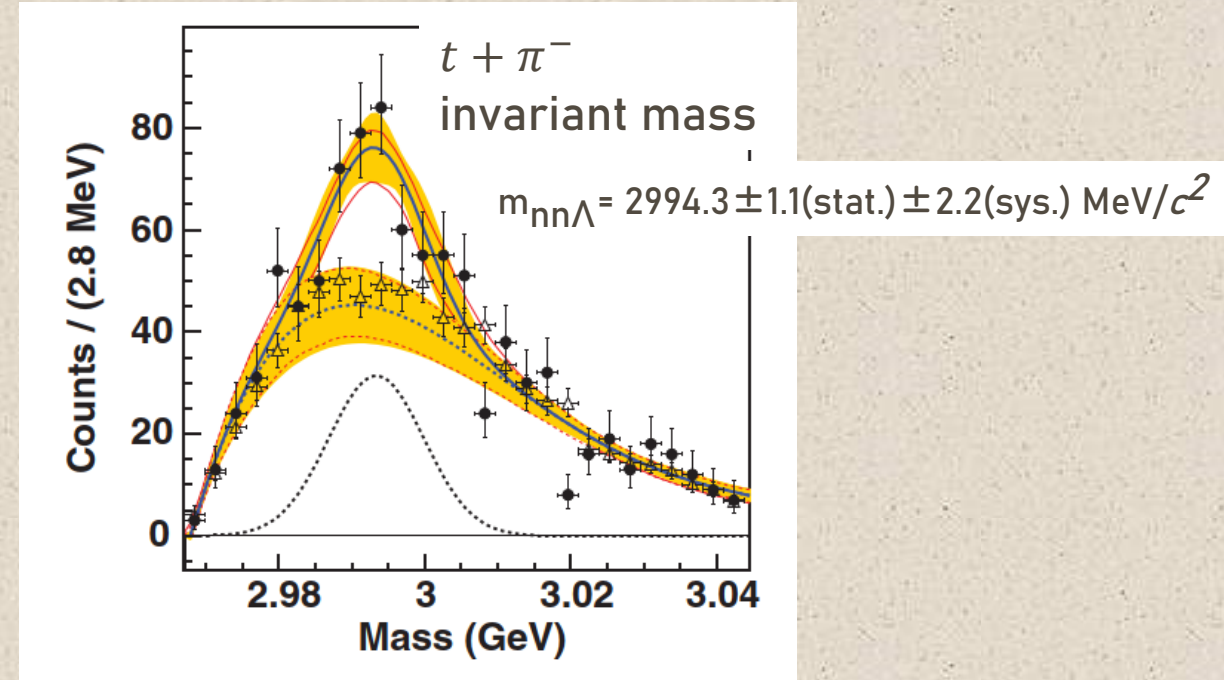 t + π⁻
invariant mass
m_nnΛ = 2994.3±1.1(stat.)±2.2(sys.) MeV/c²
Counts / (2.8 MeV)
80
60
40
20
0
2.98 3 3.02 3.04
Mass (GeV)